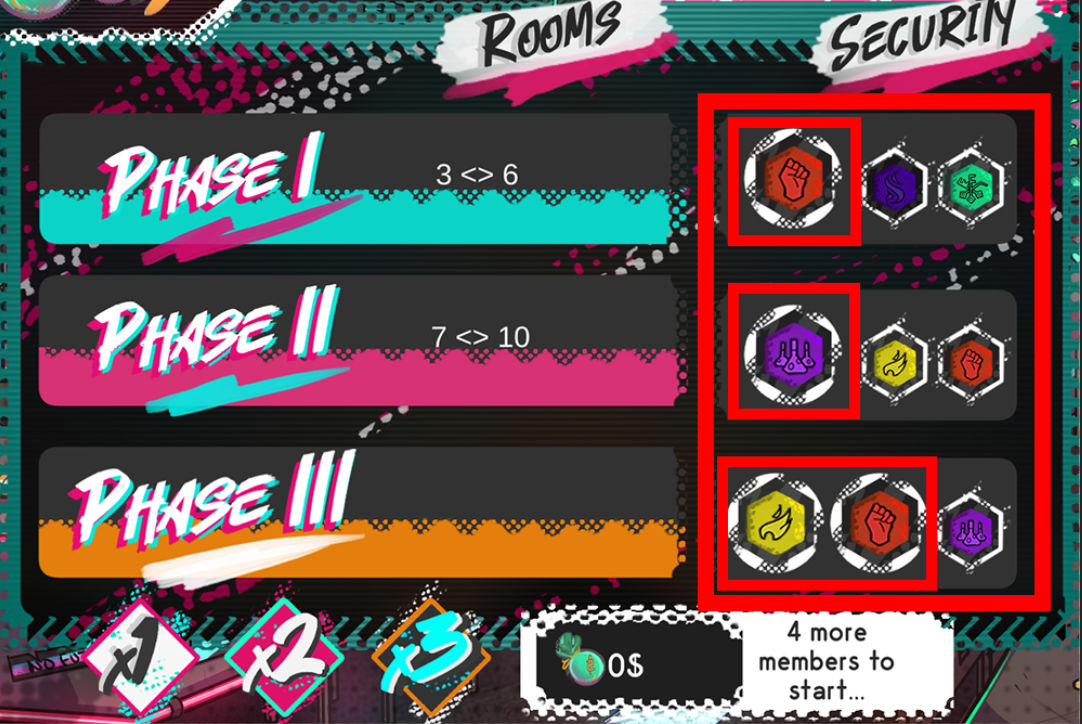 ROOMS
SECURITY
PHASE I
3 <> 6
PHASE II
7 <> 10
PHASE III
x1
x2
x3
0$
4 more
members to
start...